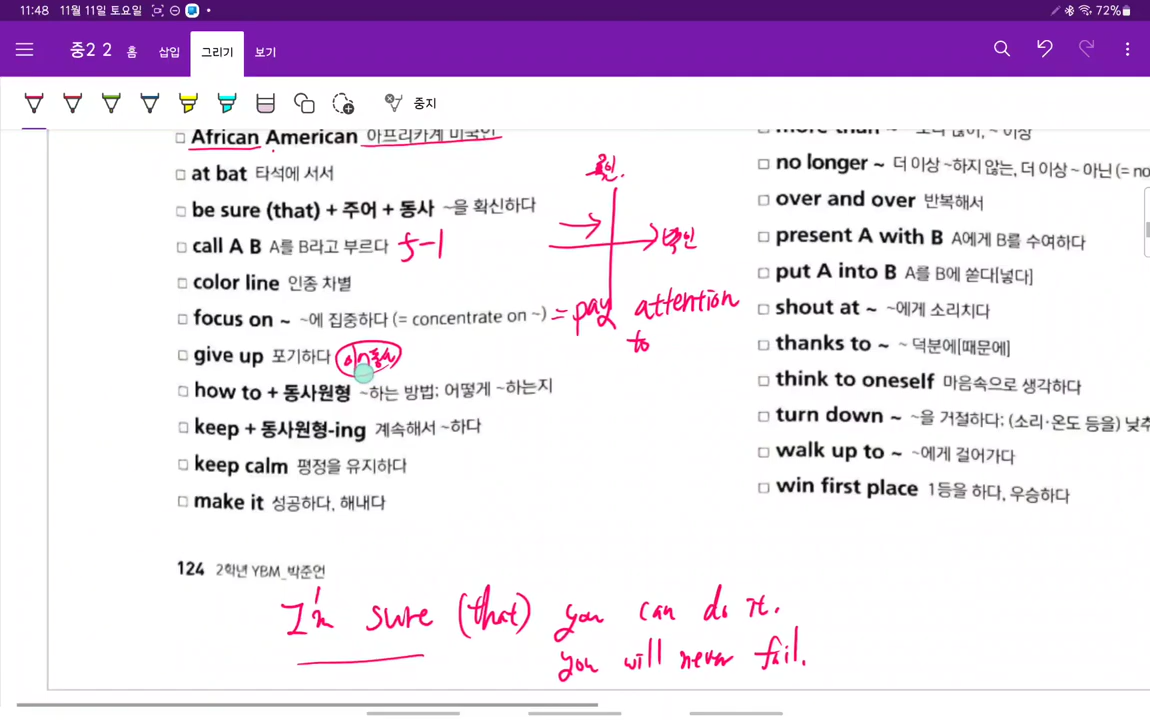 11:48 11월 11일 토요일 72%
중2 2 홈 삽입 그리기 보기
중지
African American 아프리카계 미국인
at bat 타석에 서서
be sure (that) + 주어 + 동사 ~을 확신하다
call A B A를 B라고 부르다 5-1
color line 인종 차별
focus on ~ ~에 집중하다 (= concentrate on ~) = pay attention to
give up 포기하다
how to + 동사원형 ~하는 방법; 어떻게 ~하는지
keep + 동사원형-ing 계속해서 ~하다
keep calm 평정을 유지하다
make it 성공하다, 해내다
흑인
백인
more than ~ ~보다 많이, ~ 이상
no longer ~ 더 이상 ~하지 않는, 더 이상 ~ 아닌 (= no
over and over 반복해서
present A with B A에게 B를 수여하다
put A into B A를 B에 쏟다[넣다]
shout at ~ ~에게 소리치다
thanks to ~ ~ 덕분에[때문에]
think to oneself 마음속으로 생각하다
turn down ~ ~을 거절하다; (소리·온도 등을) 낮추
walk up to ~ ~에게 걸어가다
win first place 1등을 하다, 우승하다
124 2학년 YBM_박준언
I'm sure (that) you can do it.
you will never fail.